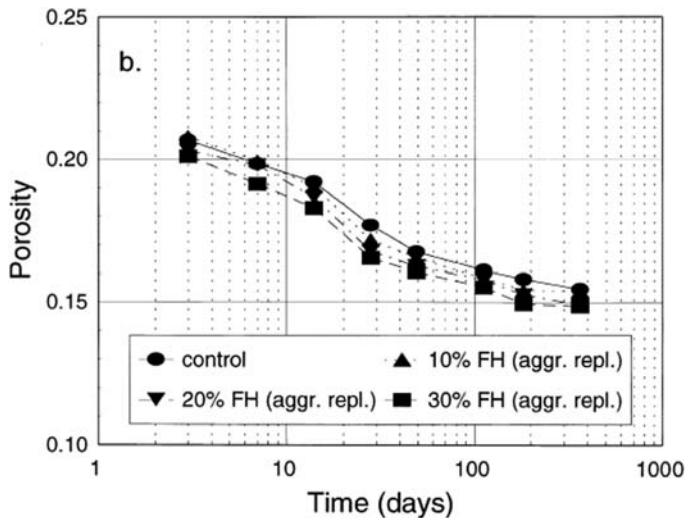 0.25
b.
0.20
Porosity
0.15
control
10% FH (aggr. repl.)
20% FH (aggr. repl.)
30% FH (aggr. repl.)
0.10
1
10
100
1000
Time (days)